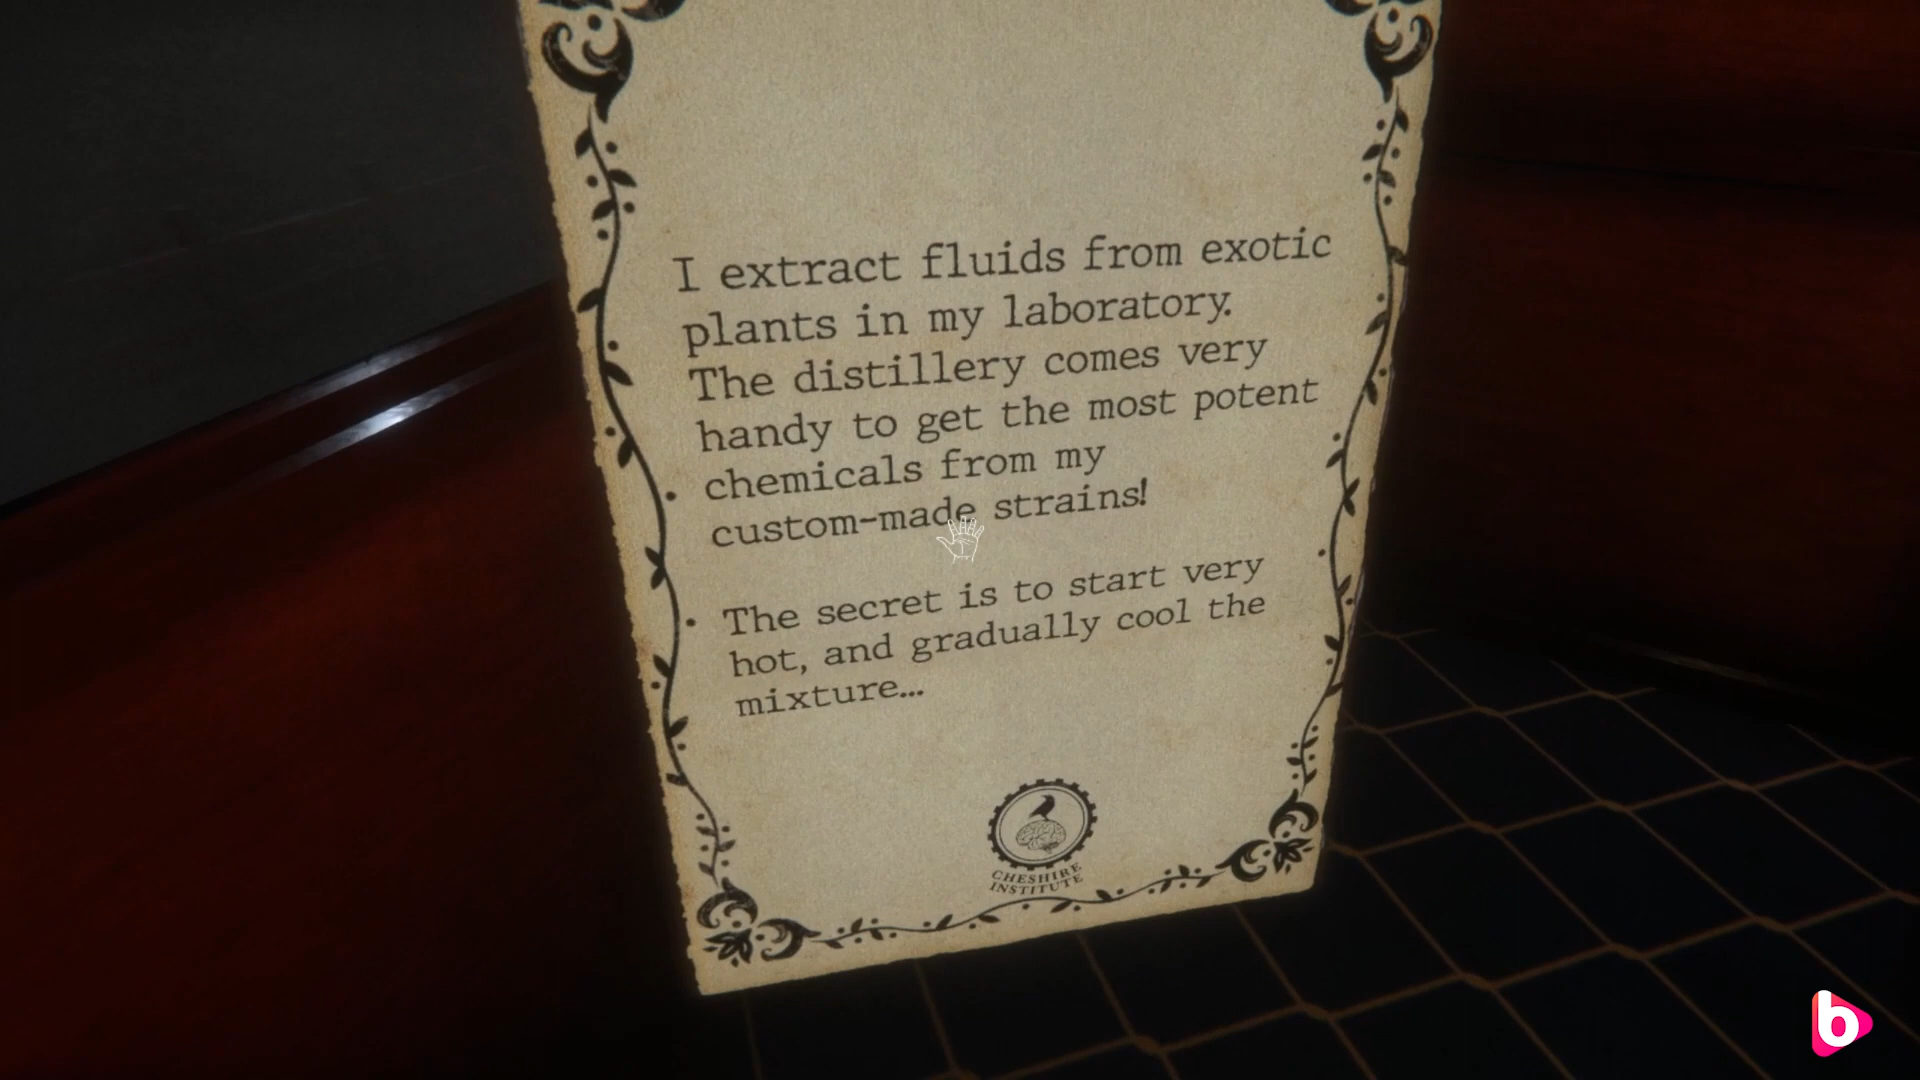 I extract fluids from exotic
plants in my laboratory.
The distillery comes very
handy to get the most potent
chemicals from my
custom-made strains!
The secret is to start very
hot, and gradually cool the
mixture...
CHESHIRE
INSTITUTE
b